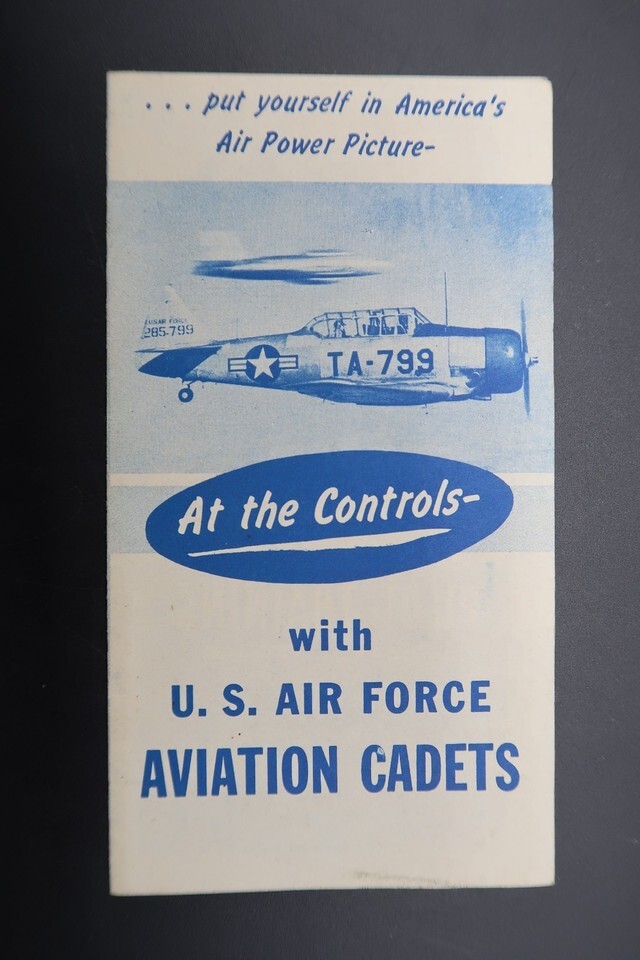 ... put yourself in America's
Air Power Picture-
U.S. AIR FORCE
285-799
TA-799
At the Controls-
with
U. S. AIR FORCE
AVIATION CADETS